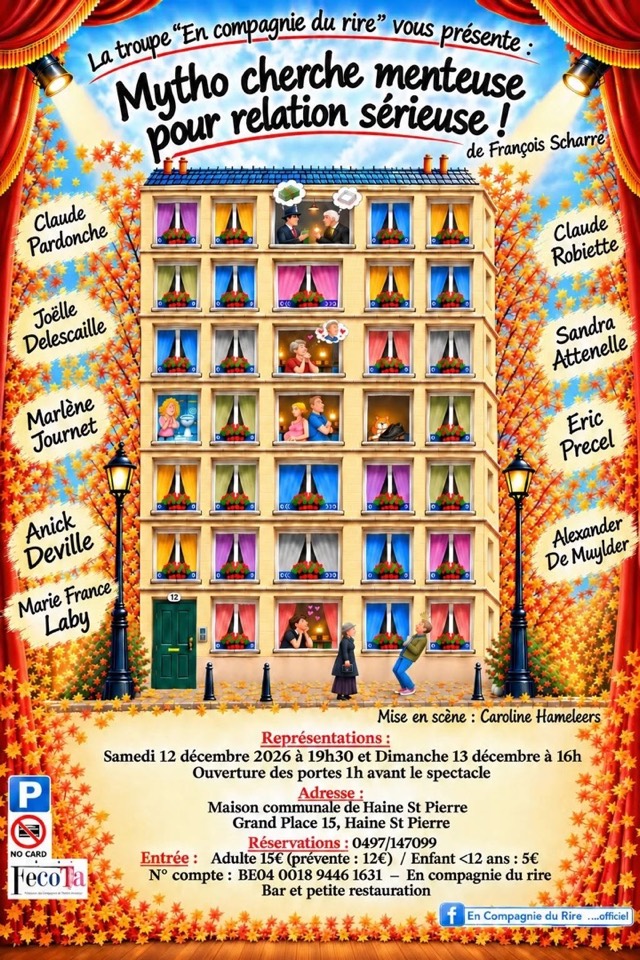 La troupe "En compagnie du rire" vous présente :
Mytho cherche menteuse
pour relation sérieuse !
de François Scharre
Claude
Pardonche
Joëlle
Delescaille
Marlène
Journet
Anick
Deville
Marie France
Laby
Claude
Robiette
Sandra
Attenelle
Eric
Precel
Alexander
De Muylder
12
Mise en scène : Caroline Hameleers
Représentations :
Samedi 12 décembre 2026 à 19h30 et Dimanche 13 décembre à 16h
Ouverture des portes 1h avant le spectacle
Adresse :
Maison communale de Haine St Pierre
Grand Place 15, Haine St Pierre
Réservations : 0497/147099
Entrée : Adulte 15€ (prévente : 12€) / Enfant <12 ans : 5€
N° compte : BE04 0018 9446 1631 – En compagnie du rire
Bar et petite restauration
P
NO CARD
FecoTa
f En Compagnie du Rire ....officiel